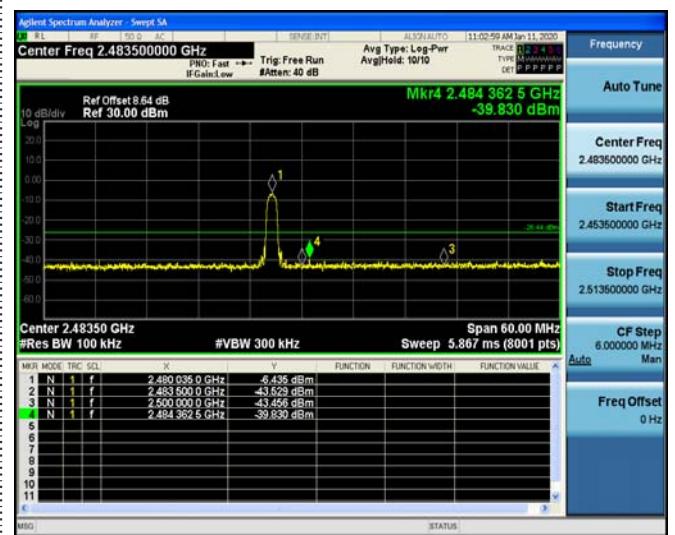 Agilent Spectrum Analyzer - Swept SA
RL RF 50 Ω AC SENSE:INT ALIGN AUTO 11:02:59 AM Jan 11, 2020
Center Freq 2.483500000 GHz
PNO: Fast
IFGain:Low
Trig: Free Run
#Atten: 40 dB
Avg Type: Log-Pwr
Avg|Hold: 10/10
TRACE 1 2 3 4 5 6
TYPE M
DET P P P P P P
Ref Offset 8.64 dB
10 dB/div Ref 30.00 dBm
Log
Mkr4 2.484 362 5 GHz
-39.830 dBm
20.0
10.0
0.00
-10.0
-20.0
-30.0
-40.0
-50.0
-60.0
1
4
3
-26.44 dBm
Center 2.48350 GHz Span 60.00 MHz
#Res BW 100 kHz #VBW 300 kHz Sweep 5.867 ms (8001 pts)
MKR MODE TRC SCL X Y FUNCTION FUNCTION WIDTH FUNCTION VALUE
1 N 1 f 2.480 035 0 GHz -6.435 dBm
2 N 1 f 2.483 500 0 GHz -43.529 dBm
3 N 1 f 2.500 000 0 GHz -43.456 dBm
4 N 1 f 2.484 362 5 GHz -39.830 dBm
5
6
7
8
9
10
11
MSG STATUS
Frequency
Auto Tune
Center Freq
2.483500000 GHz
Start Freq
2.453500000 GHz
Stop Freq
2.513500000 GHz
CF Step
6.000000 MHz
Auto Man
Freq Offset
0 Hz